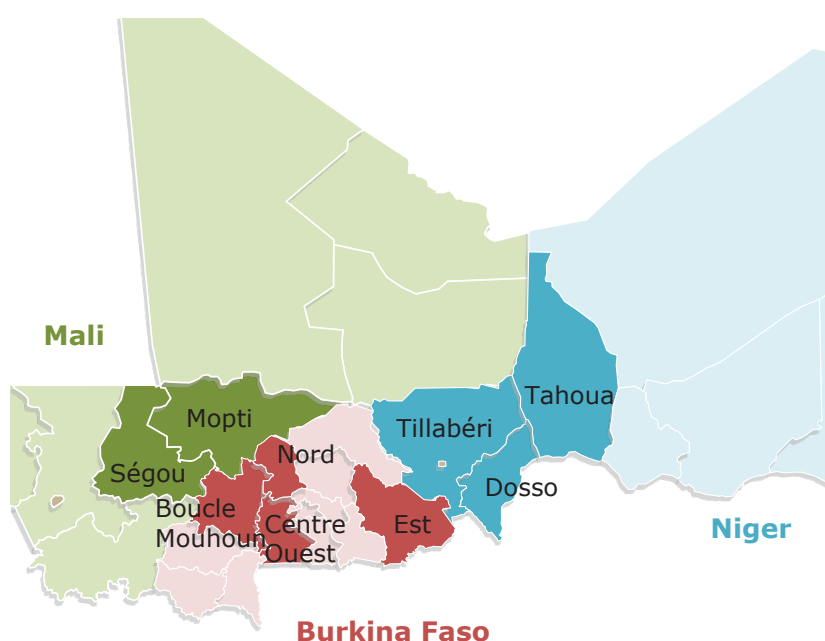 Mali
Tahoua
Mopti
Tillabéri
Nord
Ségou
Dosso
Boucle
Mouhoun
Centre
Ouest
Est
Niger
Burkina Faso